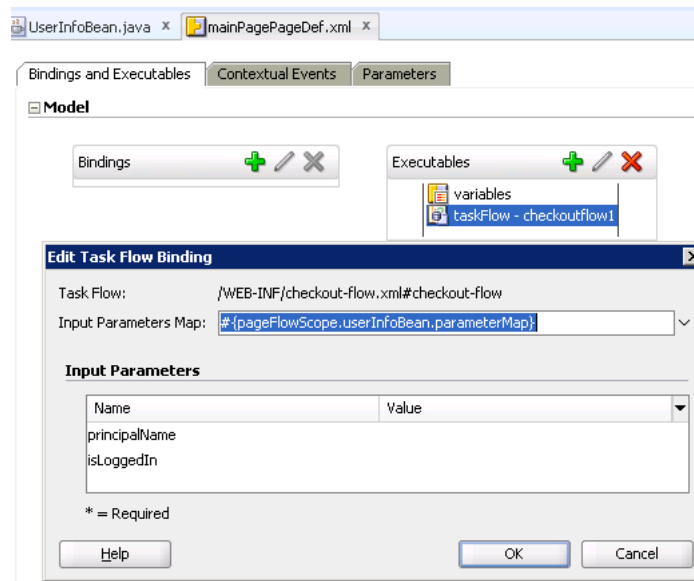 UserInfoBean.java x mainPagePageDef.xml x
Bindings and Executables Contextual Events Parameters
Model
Bindings Executables
variables
taskFlow - checkoutflow1
Edit Task Flow Binding
Task Flow: /WEB-INF/checkout-flow.xml#checkout-flow
Input Parameters Map: #{pageFlowScope.userInfoBean.parameterMap}
Input Parameters
Name Value
principalName
isLoggedIn
* = Required
Help OK Cancel